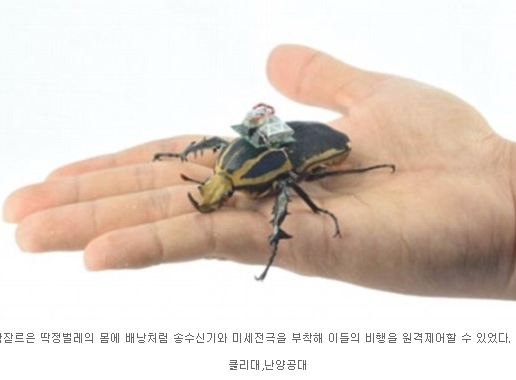 딱정벌레의 몸에 배낭처럼 송수신기와 미세전극을 부착해 이들의 비행을 원격제어할 수 있었다.
클리대,난양공대